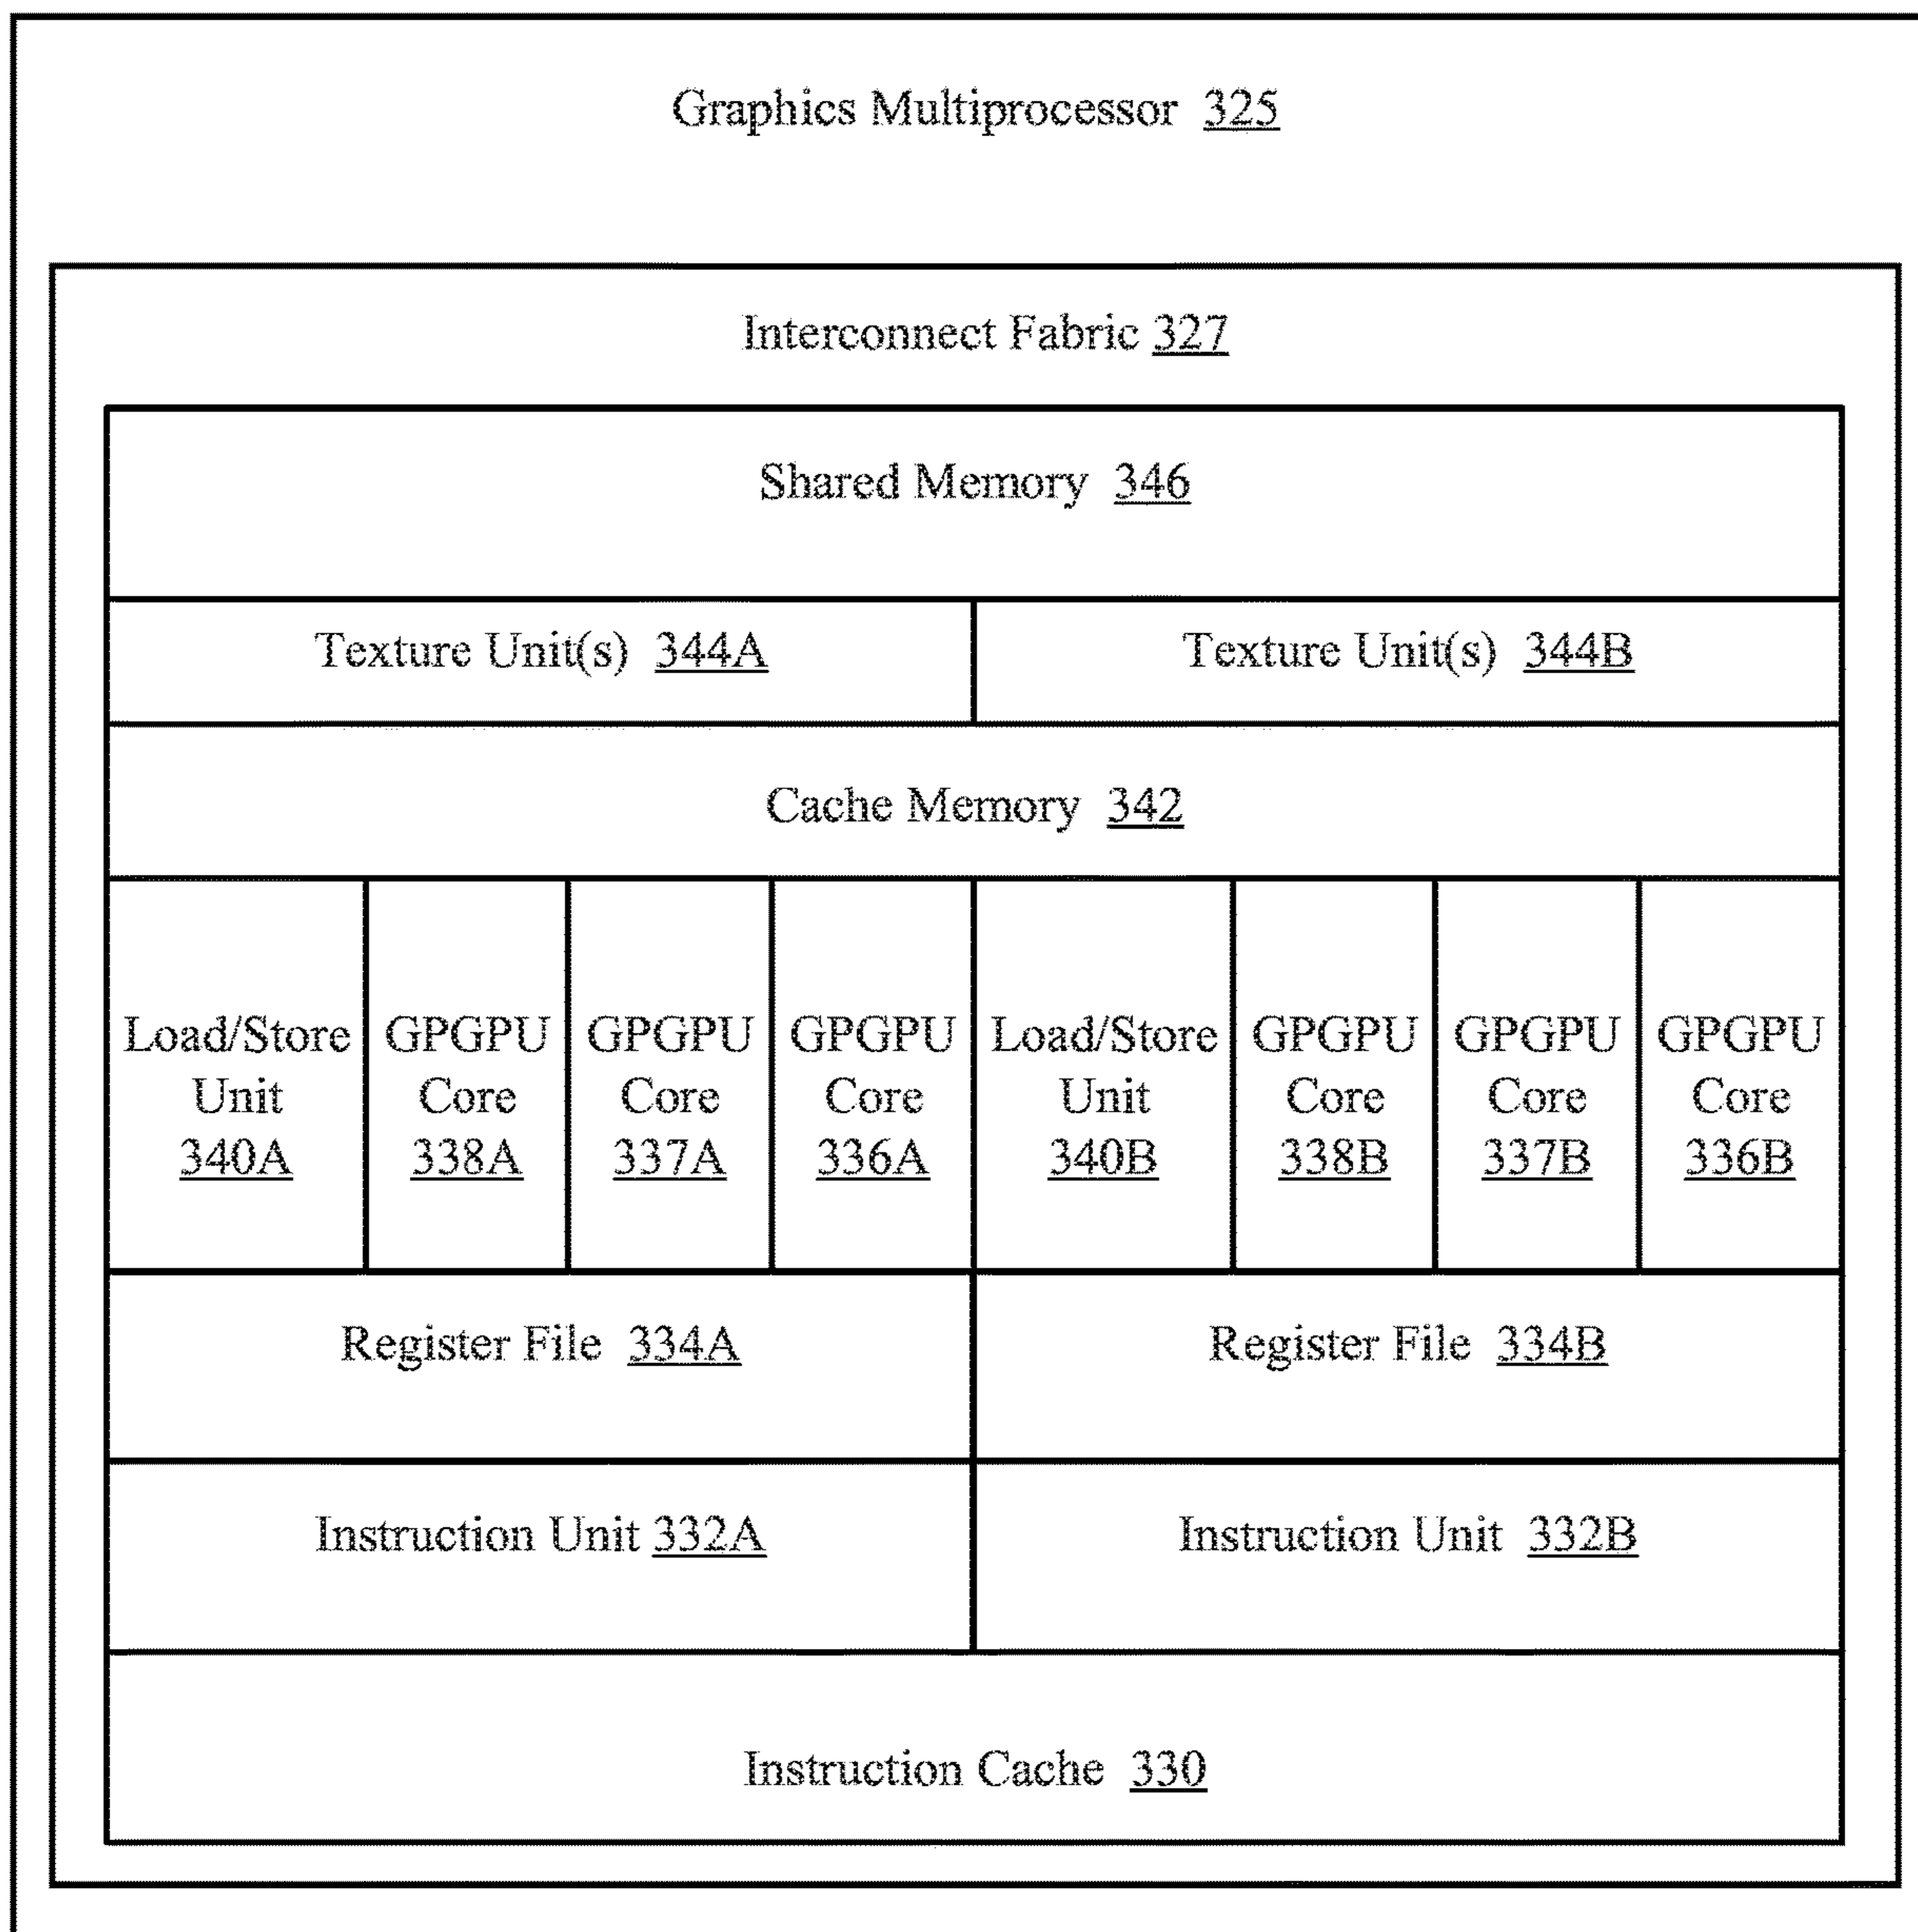 Graphics Multiprocessor 325
Interconnect Fabric 327
Shared Memory 346
Texture Unit(s) 344A
Texture Unit(s) 344B
Cache Memory 342
Load/Store
Unit
340A
GPGPU
Core
338A
GPGPU
Core
337A
GPGPU
Core
336A
Load/Store
Unit
340B
GPGPU
Core
338B
GPGPU
Core
337B
GPGPU
Core
336B
Register File 334A
Register File 334B
Instruction Unit 332A
Instruction Unit 332B
Instruction Cache 330